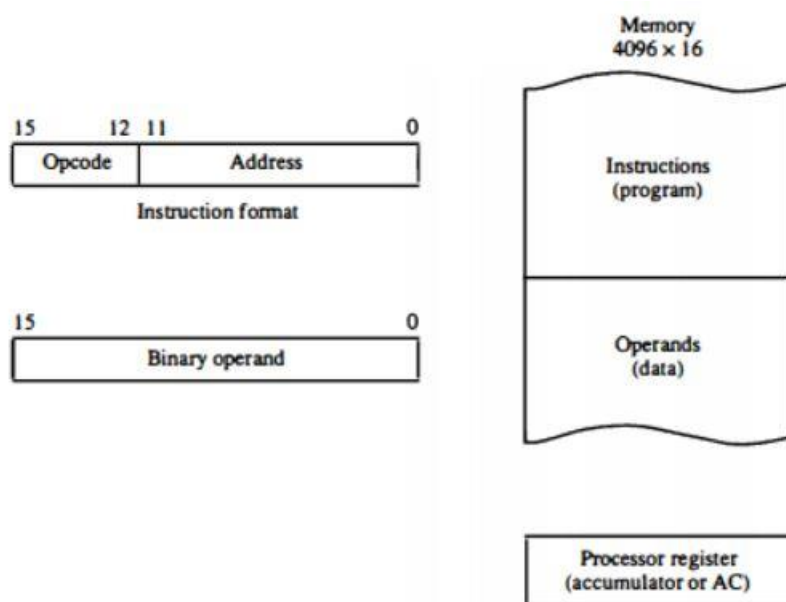 Memory
4096 × 16
15 12 11 0
Opcode Address
Instruction format
Instructions
(program)
15 0
Binary operand
Operands
(data)
Processor register
(accumulator or AC)